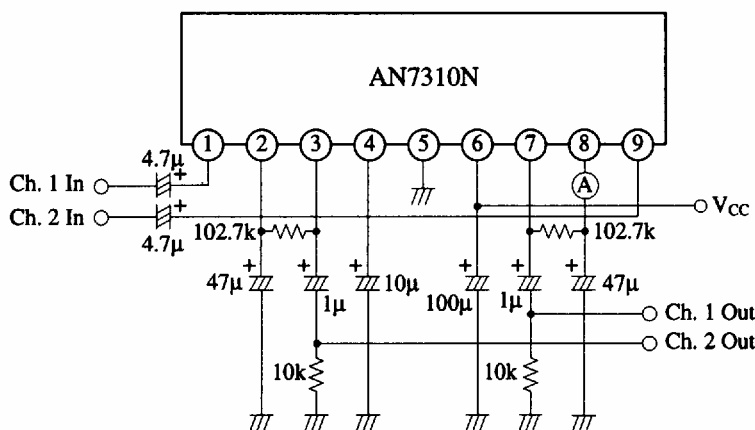 AN7310N
1 2 3 4 5 6 7 8 9
4.7μ
+
Ch. 1 In
A
+
Ch. 2 In
V_CC
4.7μ
102.7k
102.7k
+ + + + + +
47μ 1μ 10μ 100μ 1μ 47μ
Ch. 1 Out
Ch. 2 Out
10k 10k